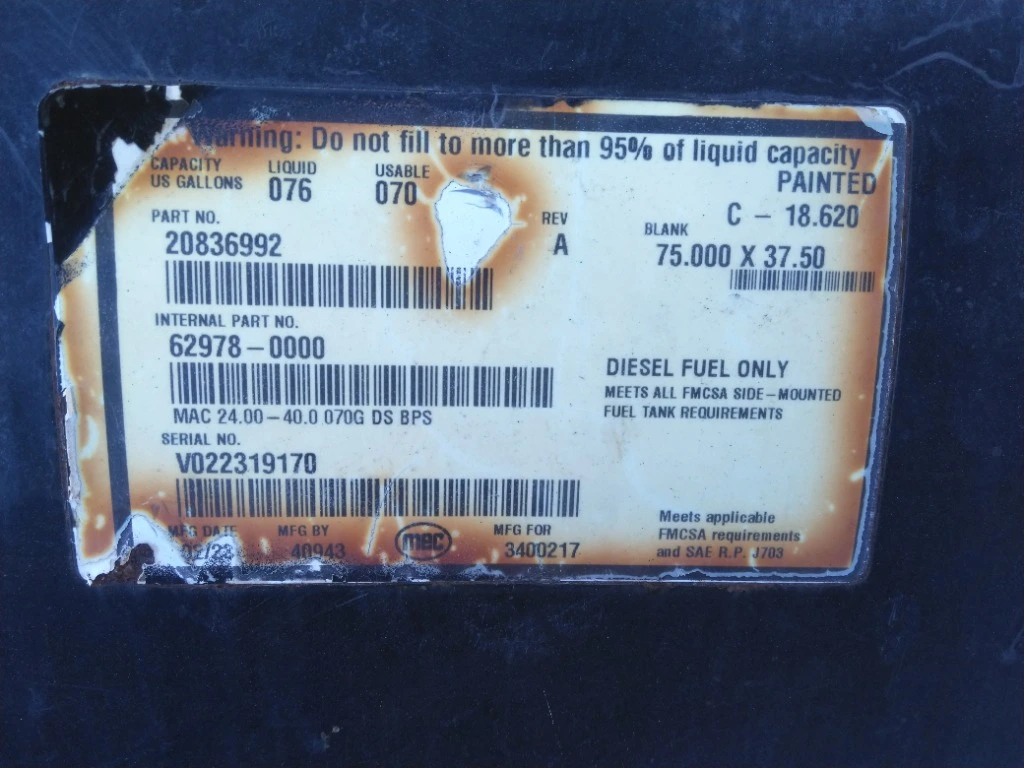 Warning: Do not fill to more than 95% of liquid capacity
CAPACITY LIQUID USABLE PAINTED
US GALLONS 076 070
PART NO. REV C - 18.620
20836992 A BLANK
75.000 X 37.50
INTERNAL PART NO.
62978-0000
DIESEL FUEL ONLY
MEETS ALL FMCSA SIDE-MOUNTED
FUEL TANK REQUIREMENTS
MAC 24.00-40.0 070G DS BPS
SERIAL NO.
V022319170
MFG DATE MFG BY mec MFG FOR
40943 3400217
Meets applicable
FMCSA requirements
and SAE R.P. J703